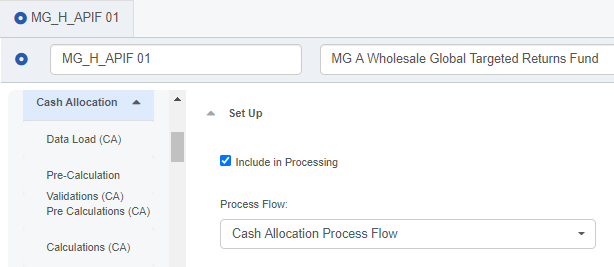 MG_H_APIF 01
MG_H_APIF 01
MG A Wholesale Global Targeted Returns Fund
Cash Allocation
Data Load (CA)
Pre-Calculation
Validations (CA)
Pre Calculations (CA)
Calculations (CA)
Set Up
Include in Processing
Process Flow:
Cash Allocation Process Flow